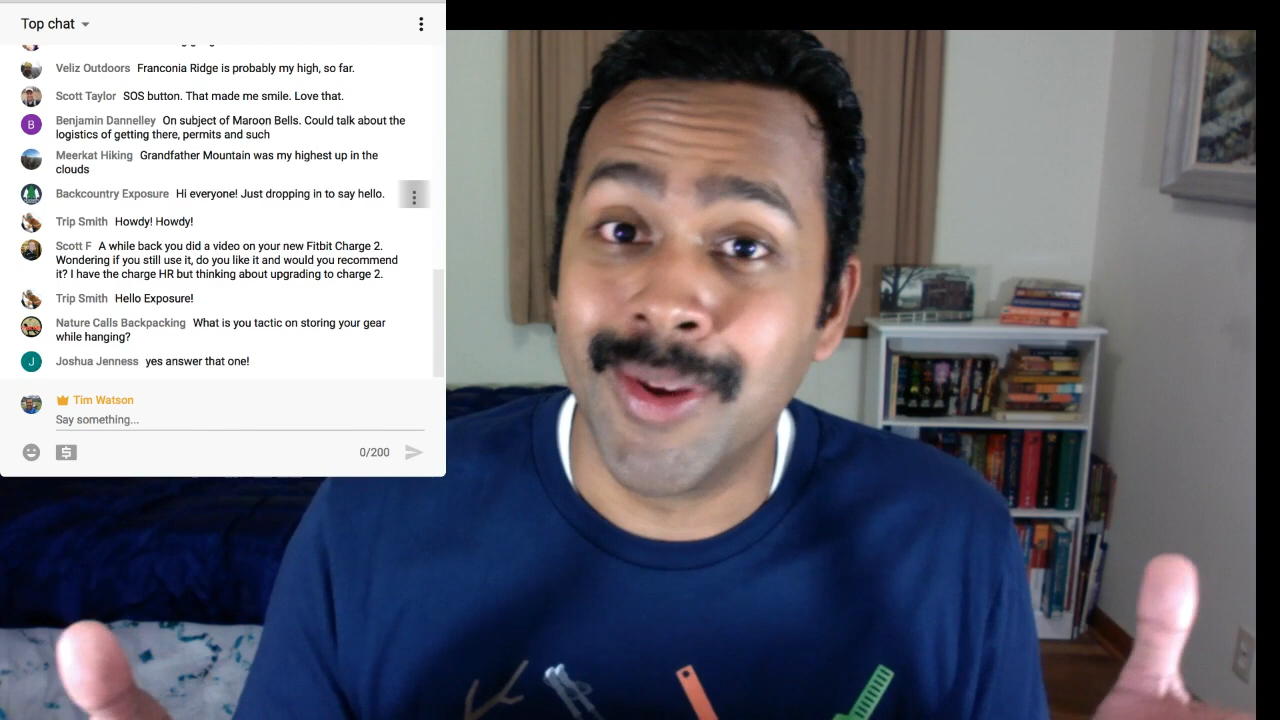 Top chat
Veliz Outdoors Franconia Ridge is probably my high, so far.
Scott Taylor SOS button. That made me smile. Love that.
B Benjamin Dannelley On subject of Maroon Bells. Could talk about the
logistics of getting there, permits and such
Meerkat Hiking Grandfather Mountain was my highest up in the
clouds
Backcountry Exposure Hi everyone! Just dropping in to say hello.
Trip Smith Howdy! Howdy!
Scott F A while back you did a video on your new Fitbit Charge 2.
Wondering if you still use it, do you like it and would you recommend
it? I have the charge HR but thinking about upgrading to charge 2.
Trip Smith Hello Exposure!
Nature Calls Backpacking What is you tactic on storing your gear
while hanging?
J Joshua Jenness yes answer that one!
Tim Watson
Say something...
$ 0/200